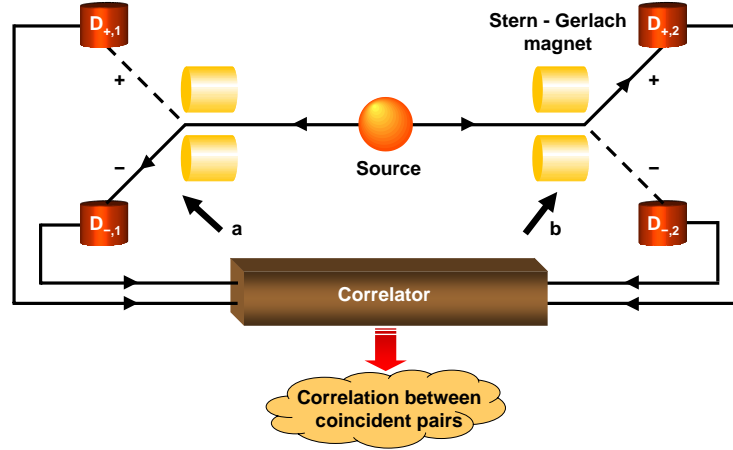 D+,1
Stern - Gerlach
magnet
D+,2
+
+
Source
−
−
D−,1
a
b
D−,2
Correlator
Correlation between
coincident pairs